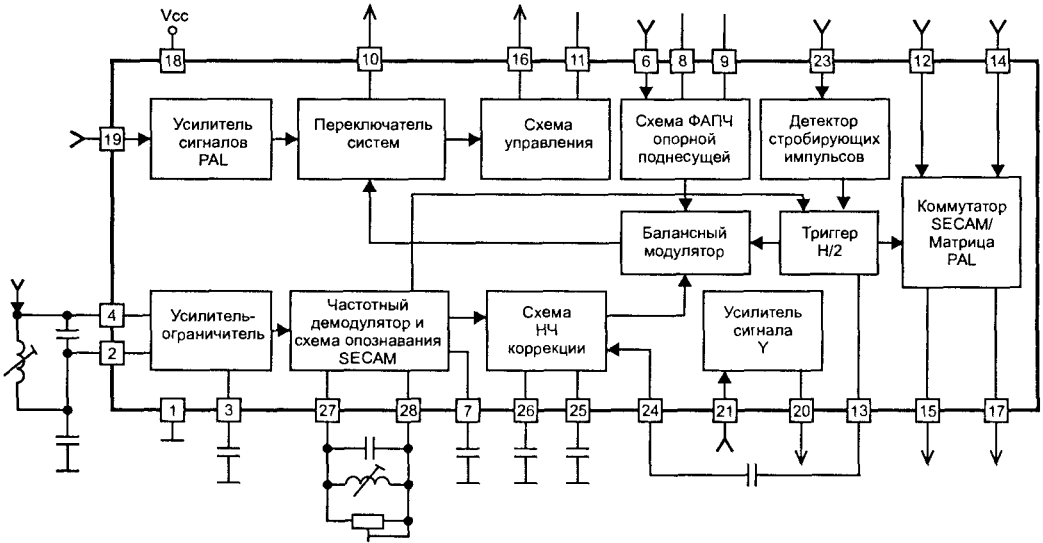 Vcc
18
10
16
11
6
8
9
23
12
14
19
Усилитель
сигналов
PAL
Переключатель
систем
Схема
управления
Схема ФАПЧ
опорной
поднесущей
Детектор
стробирующих
импульсов
Коммутатор
SECAM/
Матрица
PAL
Балансный
модулятор
Триггер
H/2
4
2
Усилитель-
ограничитель
Частотный
демодулятор и
схема опознавания
SECAM
Схема
НЧ
коррекции
Усилитель
сигнала
Y
1
3
27
28
7
26
25
24
21
20
13
15
17